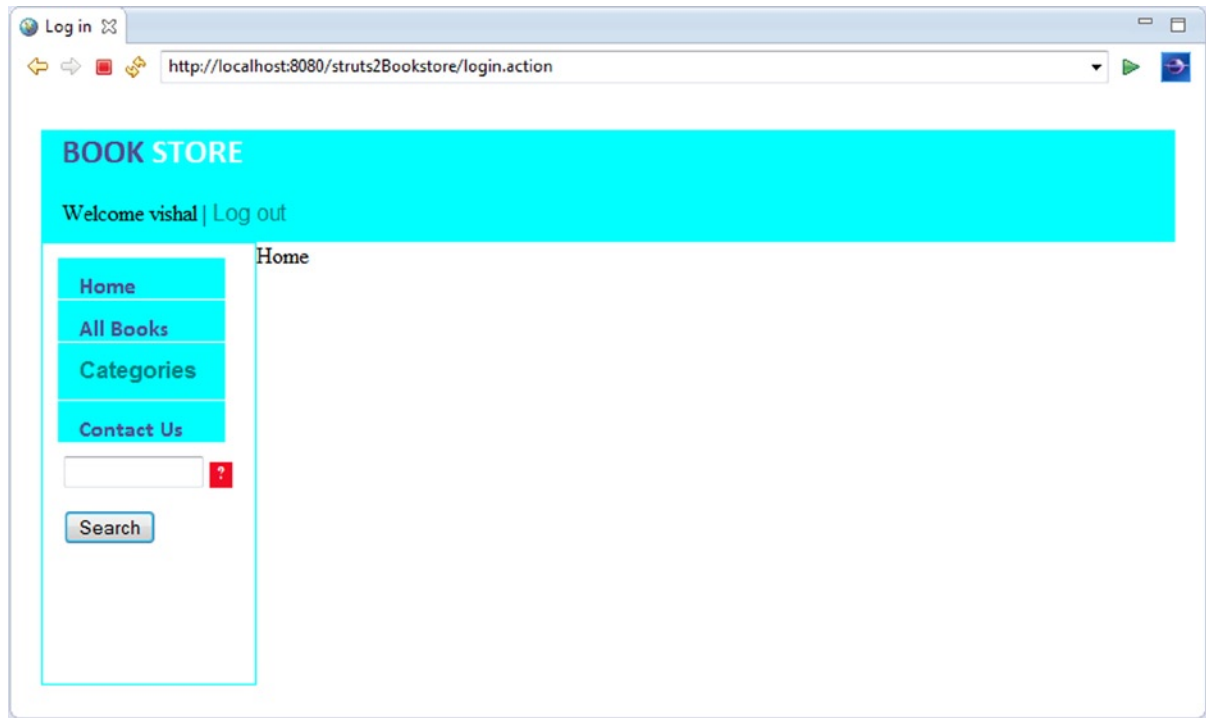 Log in
http://localhost:8080/struts2Bookstore/login.action
BOOK STORE
Welcome vishal | Log out
Home
Home
All Books
Categories
Contact Us
?
Search